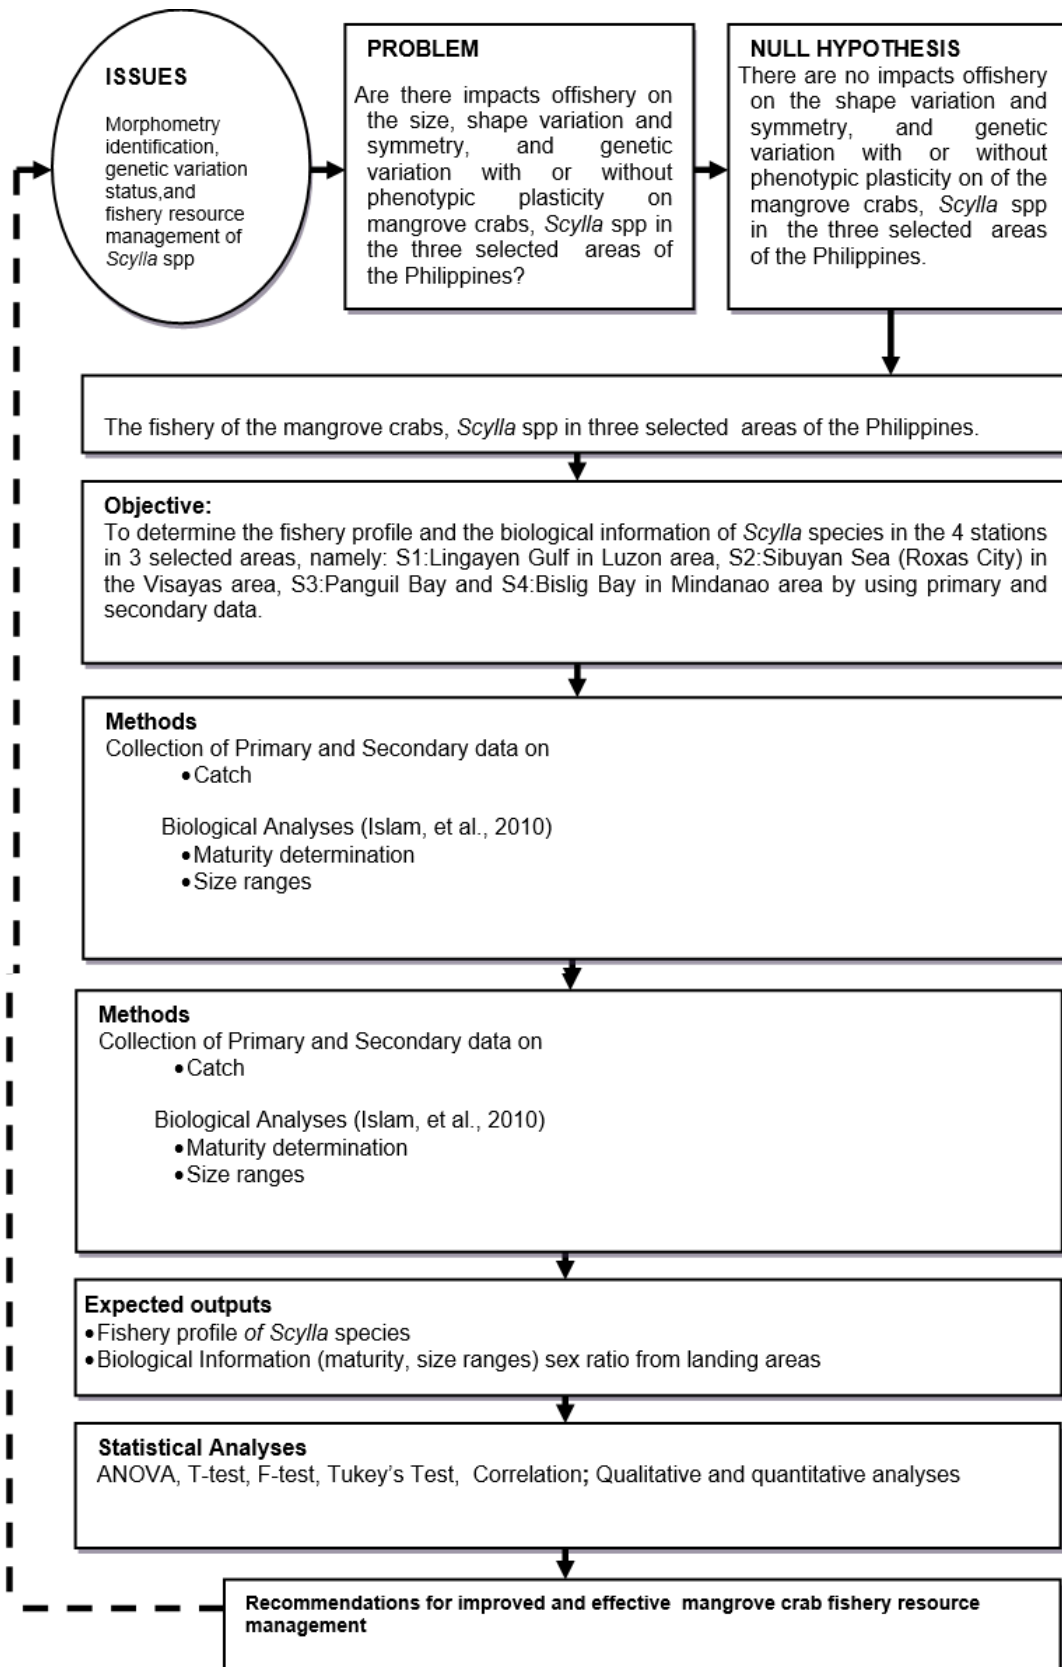 ISSUES
Morphometry
identification,
genetic variation
status,and
fishery resource
management of
Scylla spp
PROBLEM
Are there impacts offishery on
the size, shape variation and
symmetry, and genetic
variation with or without
phenotypic plasticity on
mangrove crabs, Scylla spp in
the three selected areas of
the Philippines?
NULL HYPOTHESIS
There are no impacts offishery
on the shape variation and
symmetry, and genetic
variation with or without
phenotypic plasticity on of the
mangrove crabs, Scylla spp
in the three selected areas
of the Philippines.
The fishery of the mangrove crabs, Scylla spp in three selected areas of the Philippines.
Objective:
To determine the fishery profile and the biological information of Scylla species in the 4 stations
in 3 selected areas, namely: S1:Lingayen Gulf in Luzon area, S2:Sibuyan Sea (Roxas City) in
the Visayas area, S3:Panguil Bay and S4:Bislig Bay in Mindanao area by using primary and
secondary data.
Methods
Collection of Primary and Secondary data on
•Catch
Biological Analyses (Islam, et al., 2010)
•Maturity determination
•Size ranges
Methods
Collection of Primary and Secondary data on
•Catch
Biological Analyses (Islam, et al., 2010)
•Maturity determination
•Size ranges
Expected outputs
•Fishery profile of Scylla species
•Biological Information (maturity, size ranges) sex ratio from landing areas
Statistical Analyses
ANOVA, T-test, F-test, Tukey's Test, Correlation; Qualitative and quantitative analyses
Recommendations for improved and effective mangrove crab fishery resource
management